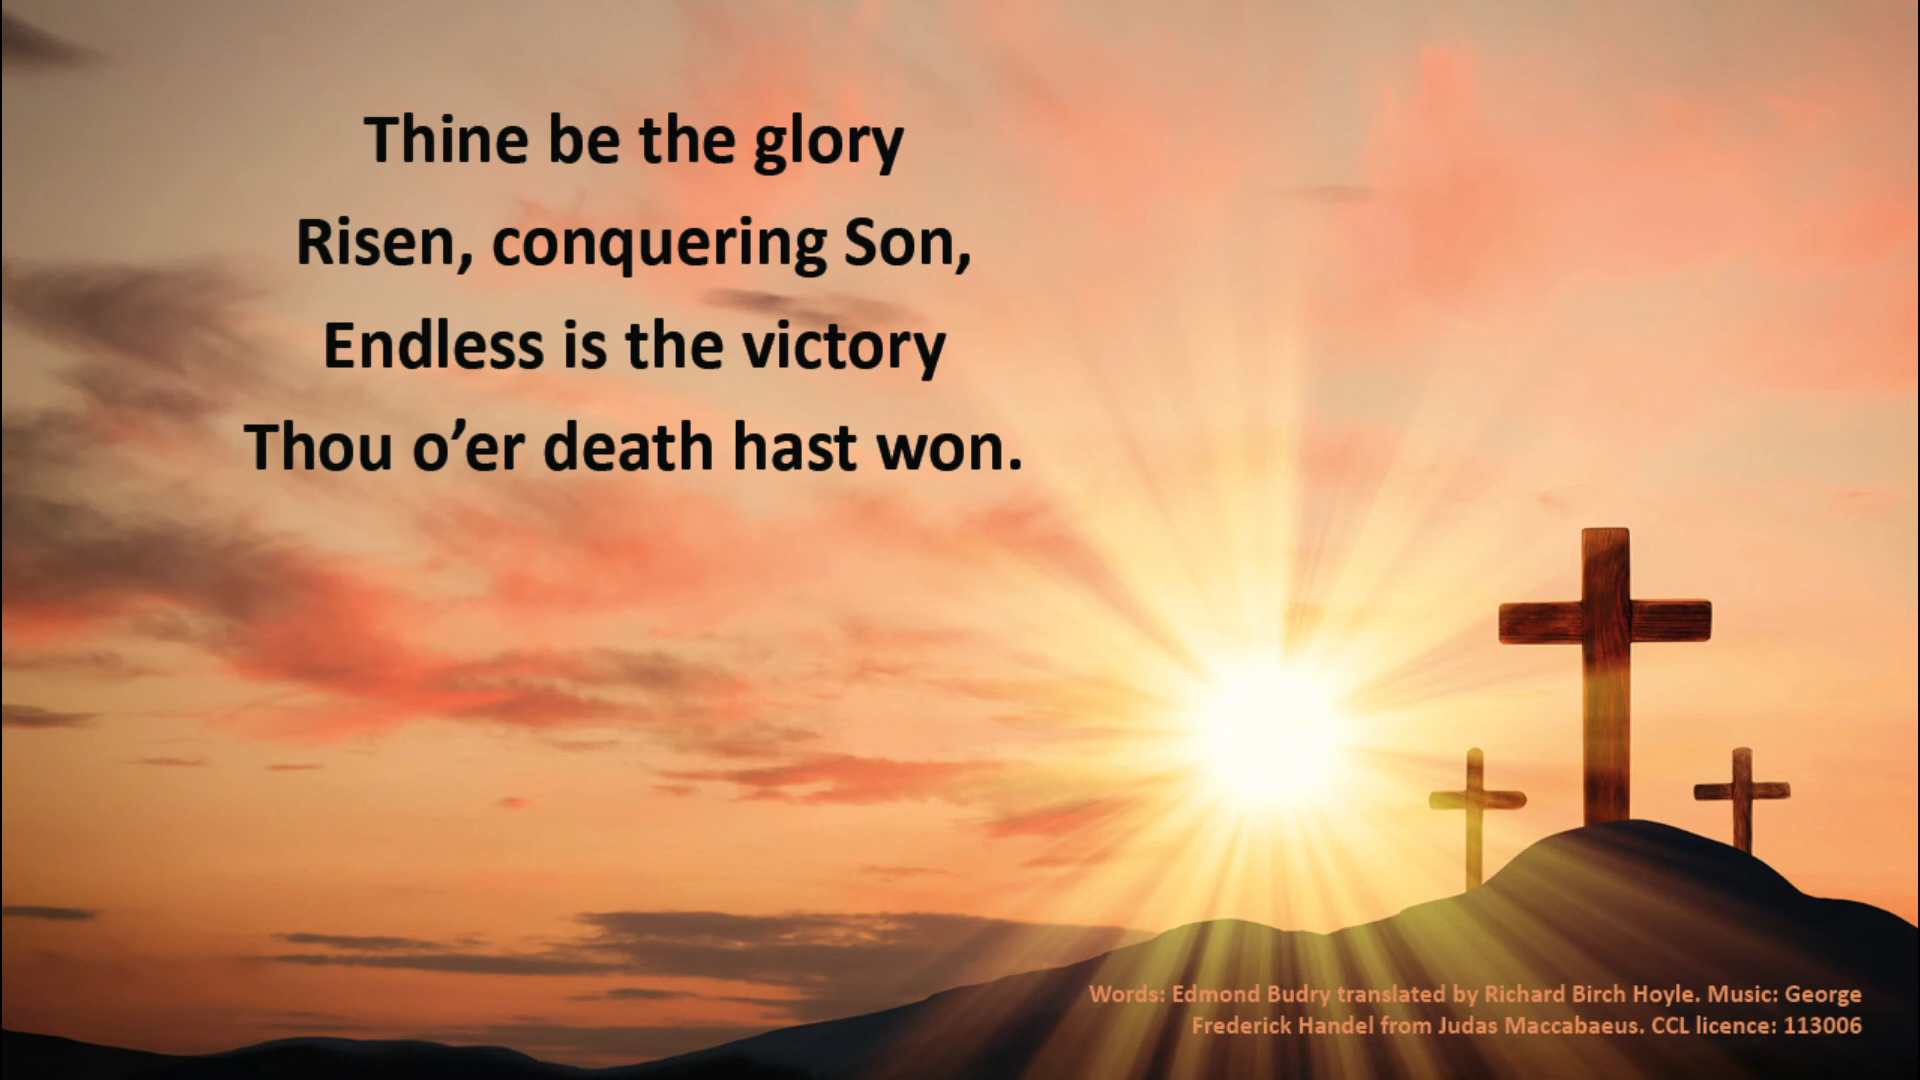 Thine be the glory
Risen, conquering Son,
Endless is the victory
Thou o’er death hast won.
Words: Edmond Budry translated by Richard Birch Hoyle. Music: George
Frederick Handel from Judas Maccabaeus. CCL licence: 113006